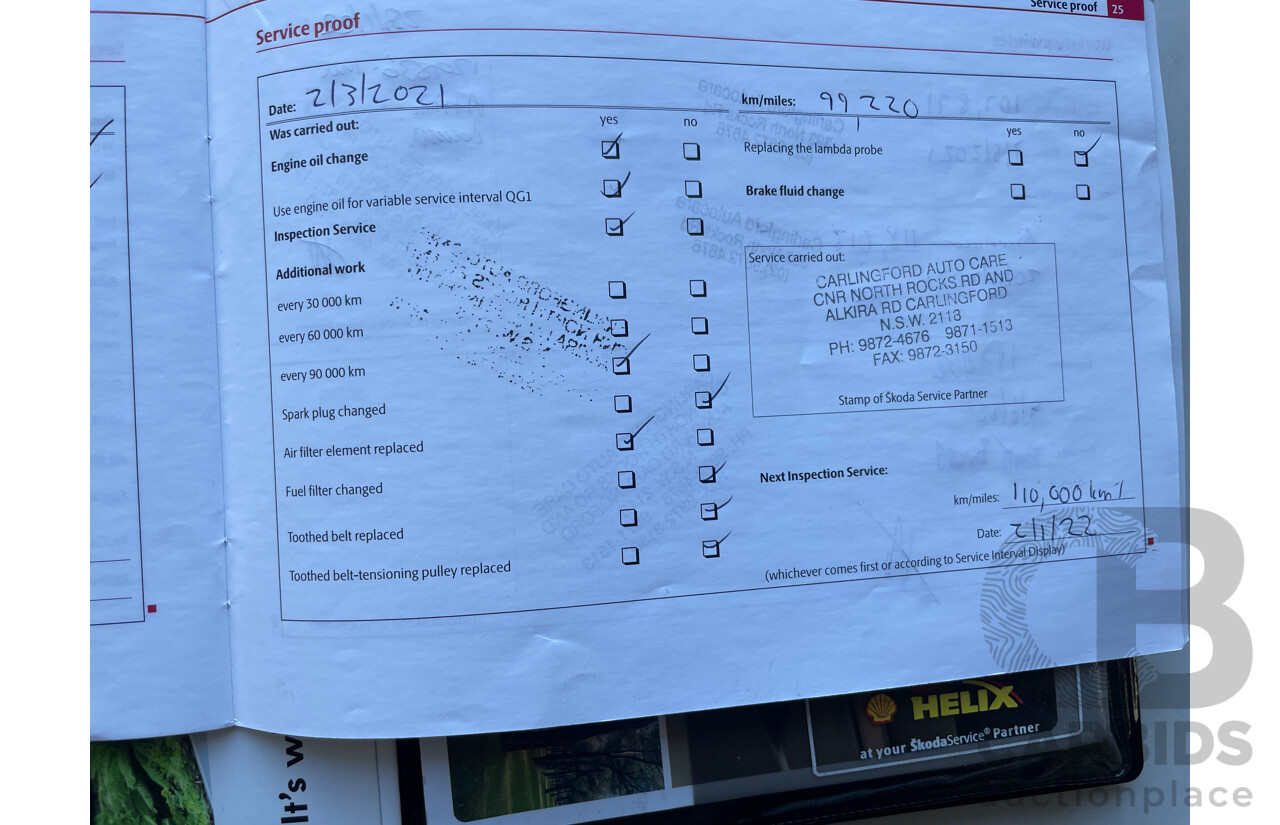 Service proof 25
Service proof
Date: 2/3/2021
km/miles: 99220
Was carried out:
yes no
yes no
Engine oil change
Replacing the lambda probe
Use engine oil for variable service interval QG1
Brake fluid change
Inspection Service
Additional work
every 30 000 km
every 60 000 km
every 90 000 km
Spark plug changed
Air filter element replaced
Fuel filter changed
Toothed belt replaced
Toothed belt-tensioning pulley replaced
Service carried out:
CARLINGFORD AUTO CARE
CNR NORTH ROCKS RD AND
ALKIRA RD CARLINGFORD
N.S.W. 2118
PH: 9872-4676 9871-1513
FAX: 9872-3150
Stamp of Škoda Service Partner
Next Inspection Service:
km/miles: 110,000 km
Date: 2/1/22
(whichever comes first or according to Service Interval Display)
It's w
HELIX
at your ŠkodaService® Partner
CARBIDS
auctionplace